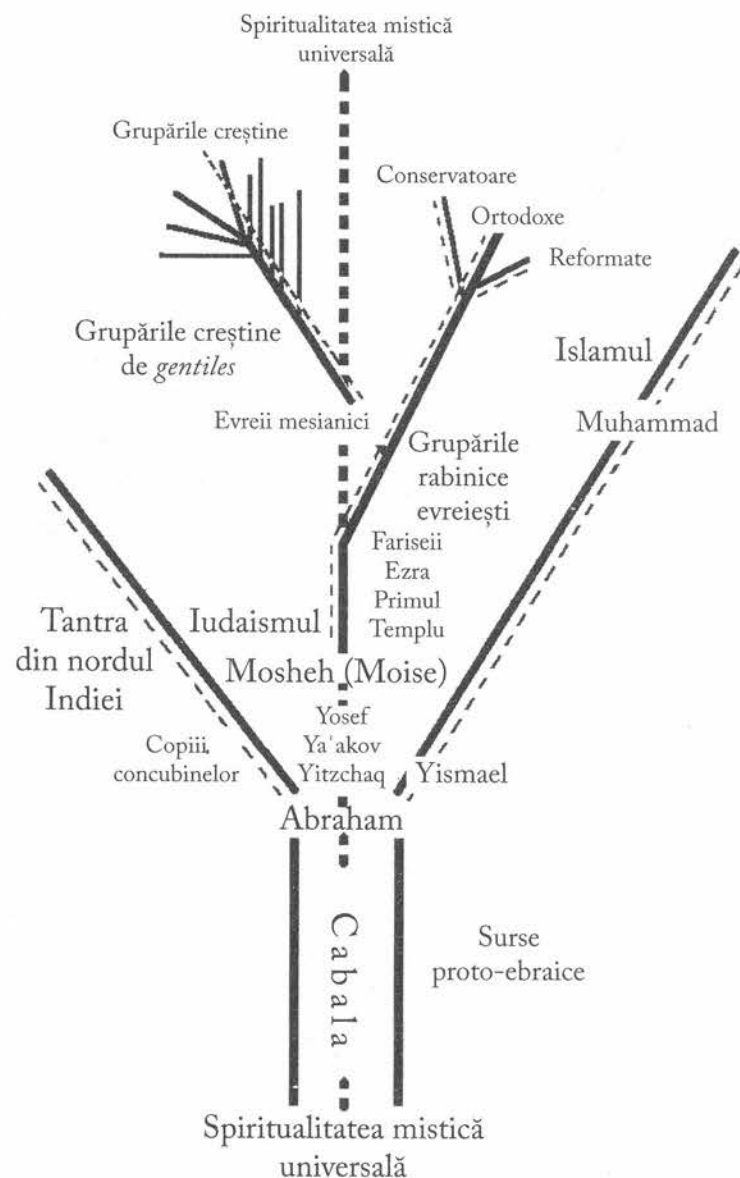 Spiritualitatea mistică
universală
Grupările creștine
Conservatoare
Ortodoxe
Reformate
Grupările creștine
de gentiles
Islamul
Evreii mesianici
Muhammad
Grupările
rabinice
evreiești
Fariseii
Ezra
Primul
Templu
Tantra
din nordul
Indiei
Iudaismul
Mosheh (Moise)
Yosef
Ya'akov
Yitzchaq
Copiii
concubinelor
Yismael
Abraham
Cabala
Surse
proto-ebraice
Spiritualitatea mistică
universală